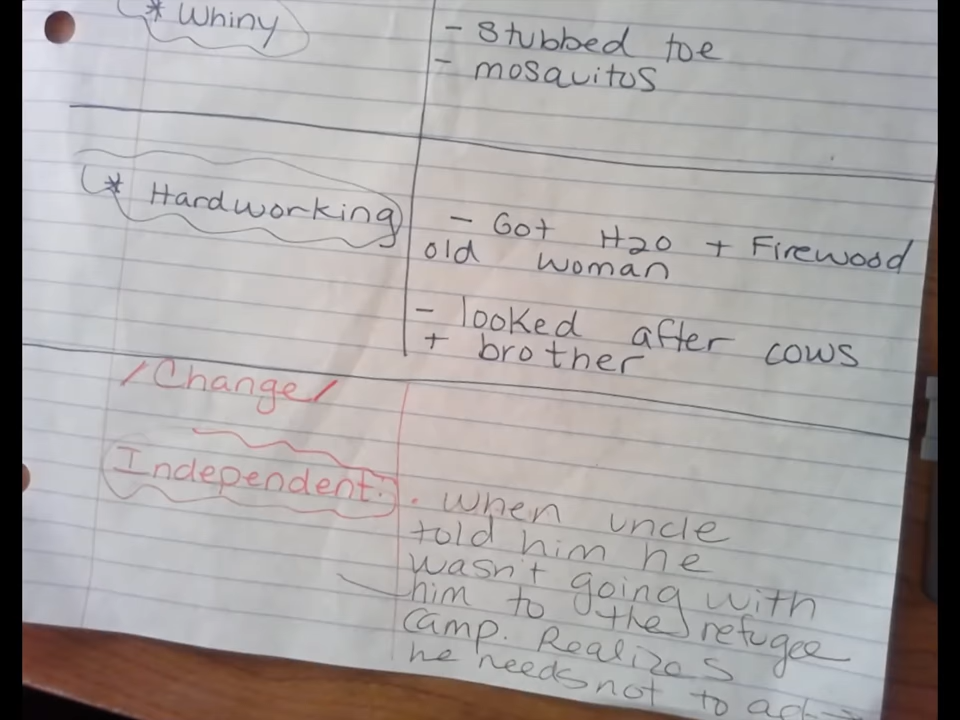 * Whiny
- Stubbed toe
- mosquitos
* Hardworking
- Got H2O + Firewood
old woman
- looked after cows
+ brother
/Change/
Independent.
. When uncle
told him he
wasn't going with
him to the refugee
camp. Realizes
he needs not to